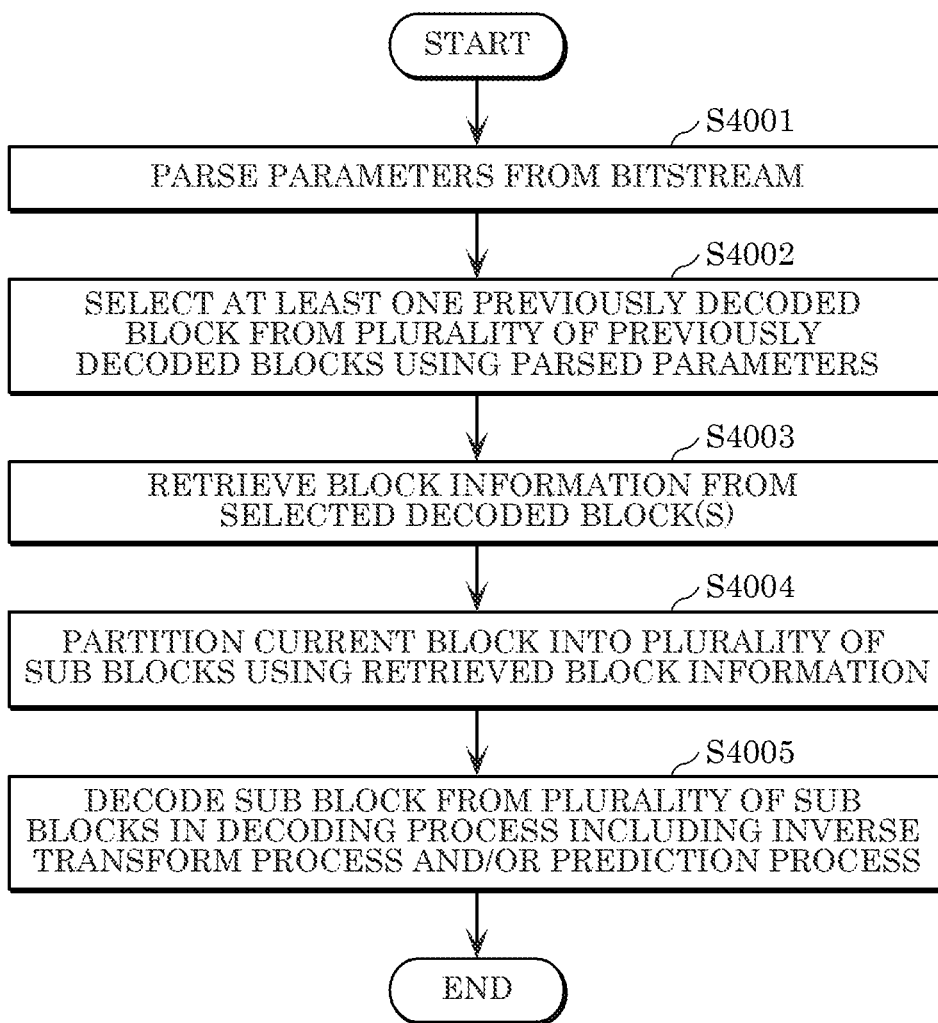 START
S4001
PARSE PARAMETERS FROM BITSTREAM
S4002
SELECT AT LEAST ONE PREVIOUSLY DECODED
BLOCK FROM PLURALITY OF PREVIOUSLY
DECODED BLOCKS USING PARSED PARAMETERS
S4003
RETRIEVE BLOCK INFORMATION FROM
SELECTED DECODED BLOCK(S)
S4004
PARTITION CURRENT BLOCK INTO PLURALITY OF
SUB BLOCKS USING RETRIEVED BLOCK INFORMATION
S4005
DECODE SUB BLOCK FROM PLURALITY OF SUB
BLOCKS IN DECODING PROCESS INCLUDING INVERSE
TRANSFORM PROCESS AND/OR PREDICTION PROCESS
END